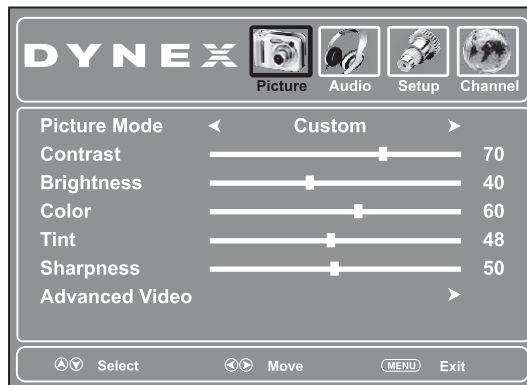 DYNEX
Picture Audio Setup Channel
Picture Mode Custom
Contrast 70
Brightness 40
Color 60
Tint 48
Sharpness 50
Advanced Video
Select Move MENU Exit